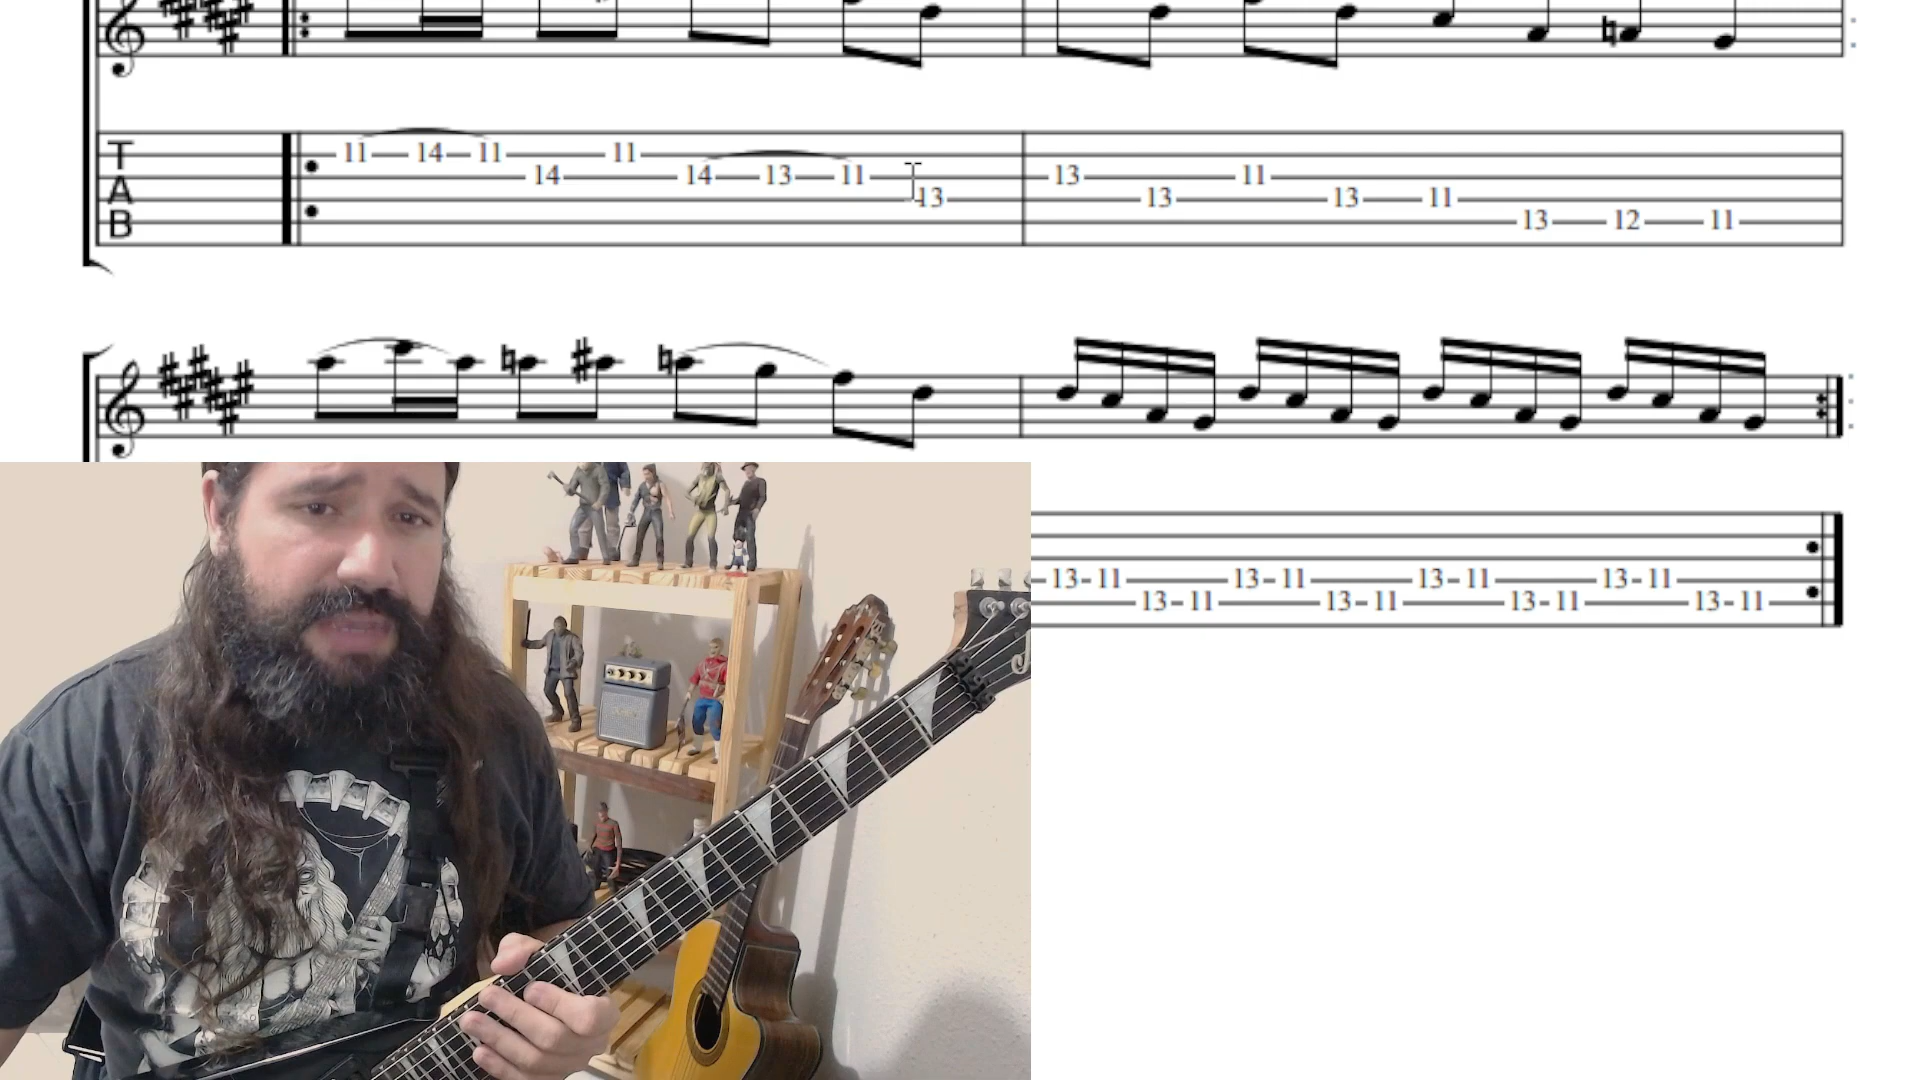 T 11 14 11 11
14 14 13 11 13 11
A 13 13 13 11
B 13 12 11
13 11 13 11 13 11 13 11
13 11 13 11 13 11 13 11